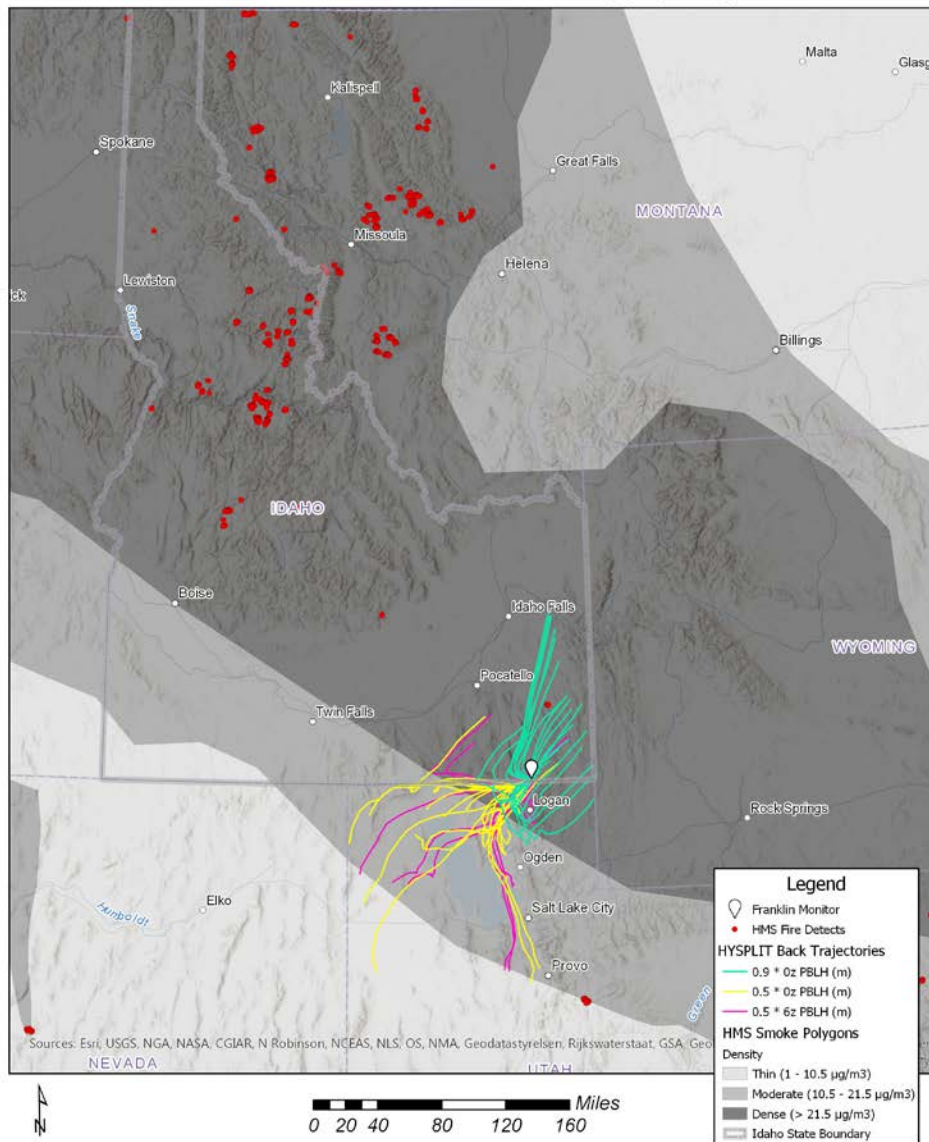 Malta
Glasg
Kalispell
Spokane
Great Falls
MONTANA
Missoula
Helena
Lewiston
ick
Snake
Billings
IDAHO
Boise
Idaho Falls
WYOMING
Pocatello
Twin Falls
Logan
Rock Springs
Ogden
Elko
Humboldt
Salt Lake City
Provo
Green
Sources: Esri, USGS, NGA, NASA, CGIAR, N Robinson, NCEAS, NLS, OS, NMA, Geodatastyrelsen, Rijkswaterstaat, GSA, Geo
NEVADA
UTAH
Legend
Franklin Monitor
HMS Fire Detects
HYSPLIT Back Trajectories
0.9 * 0z PBLH (m)
0.5 * 0z PBLH (m)
0.5 * 6z PBLH (m)
HMS Smoke Polygons
Density
Thin (1 - 10.5 µg/m3)
Moderate (10.5 - 21.5 µg/m3)
Dense (> 21.5 µg/m3)
Idaho State Boundary
N
Miles
0 20 40 80 120 160